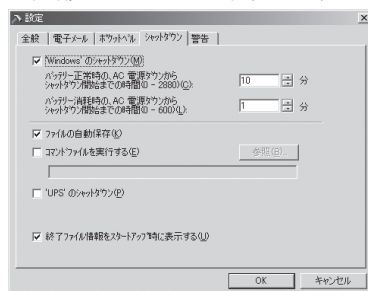 設定
全般 電子メール ポケットベル シャットダウン 警告
'Windows' のシャットダウン(M)
バッテリー正常時の、AC 電源ダウンから
シャットダウン開始までの時間(0 - 2880)(C):
10 分
バッテリー消耗時の、AC 電源ダウンから
シャットダウン開始までの時間(0 - 600)(L):
1 分
ファイルの自動保存(K)
コマンドファイルを実行する(E)
参照(B)...
'UPS' のシャットダウン(P)
終了ファイル情報をスタートアップ時に表示する(U)
OK キャンセル